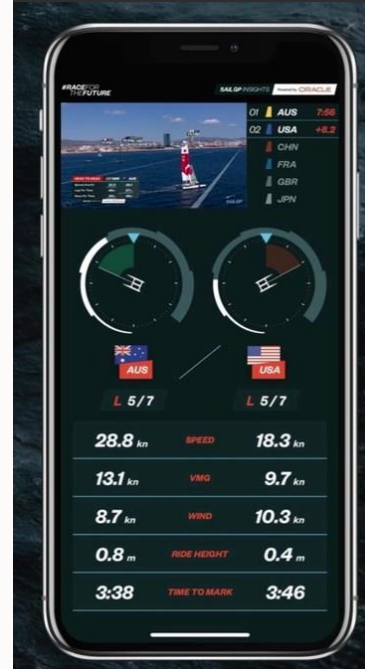 #RACEFOR
THEFUTURE
SAILGP INSIGHTS Powered by ORACLE
01 AUS 7:56
02 USA +8.2
CHN
FRA
GBR
JPN
SAILGP
AUS
USA
L 5/7
L 5/7
28.8 kn SPEED 18.3 kn
13.1 kn VMG 9.7 kn
8.7 kn WIND 10.3 kn
0.8 m RIDE HEIGHT 0.4 m
3:38 TIME TO MARK 3:46